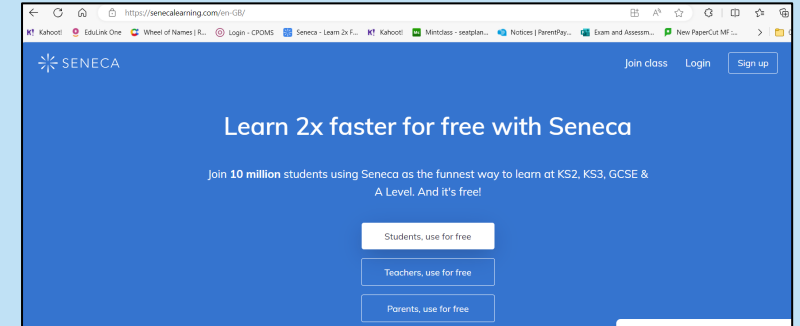 https://senecalearning.com/en-GB/
Kahoot! EduLink One Wheel of Names | R... Login - CPOMS Seneca - Learn 2x F... Kahoot! Mintclass - seatplan... Notices | ParentPay... Exam and Assessm... New PaperCut MF :...
SENECA Join class Login Sign up
Learn 2x faster for free with Seneca
Join 10 million students using Seneca as the funnest way to learn at KS2, KS3, GCSE &
A Level. And it's free!
Students, use for free
Teachers, use for free
Parents, use for free